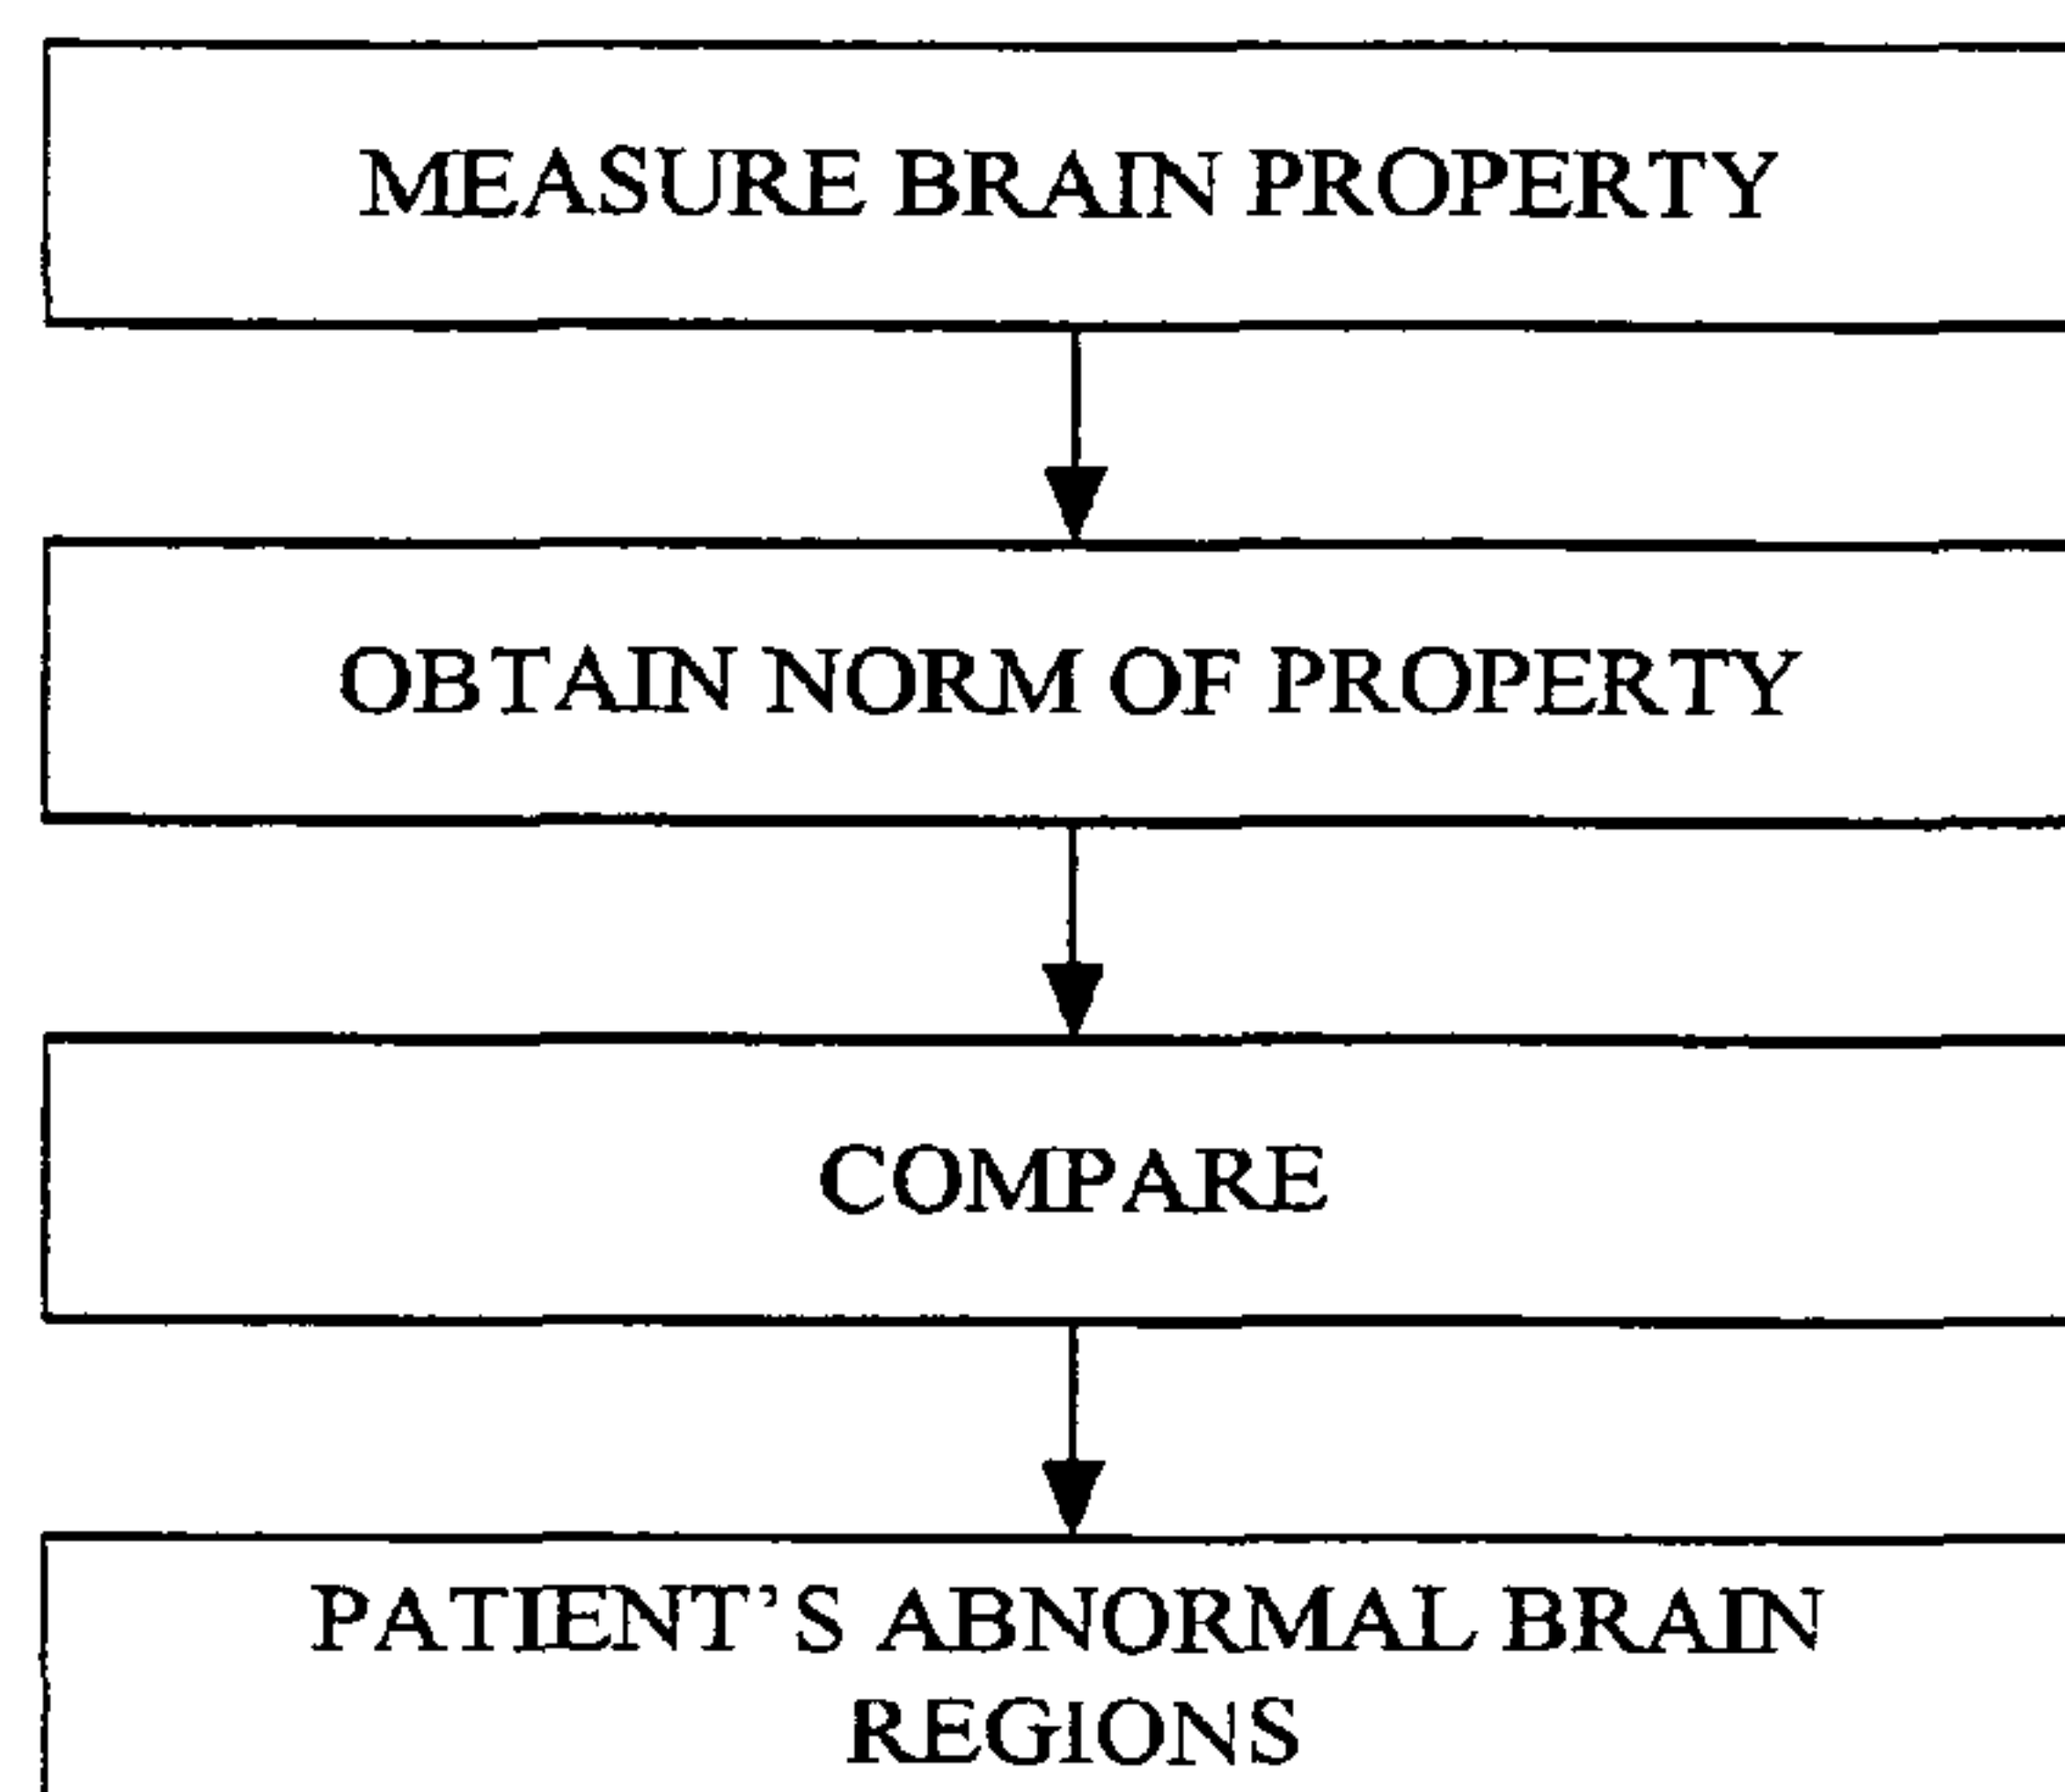 MEASURE BRAIN PROPERTY
OBTAIN NORM OF PROPERTY
COMPARE
PATIENT'S ABNORMAL BRAIN
REGIONS